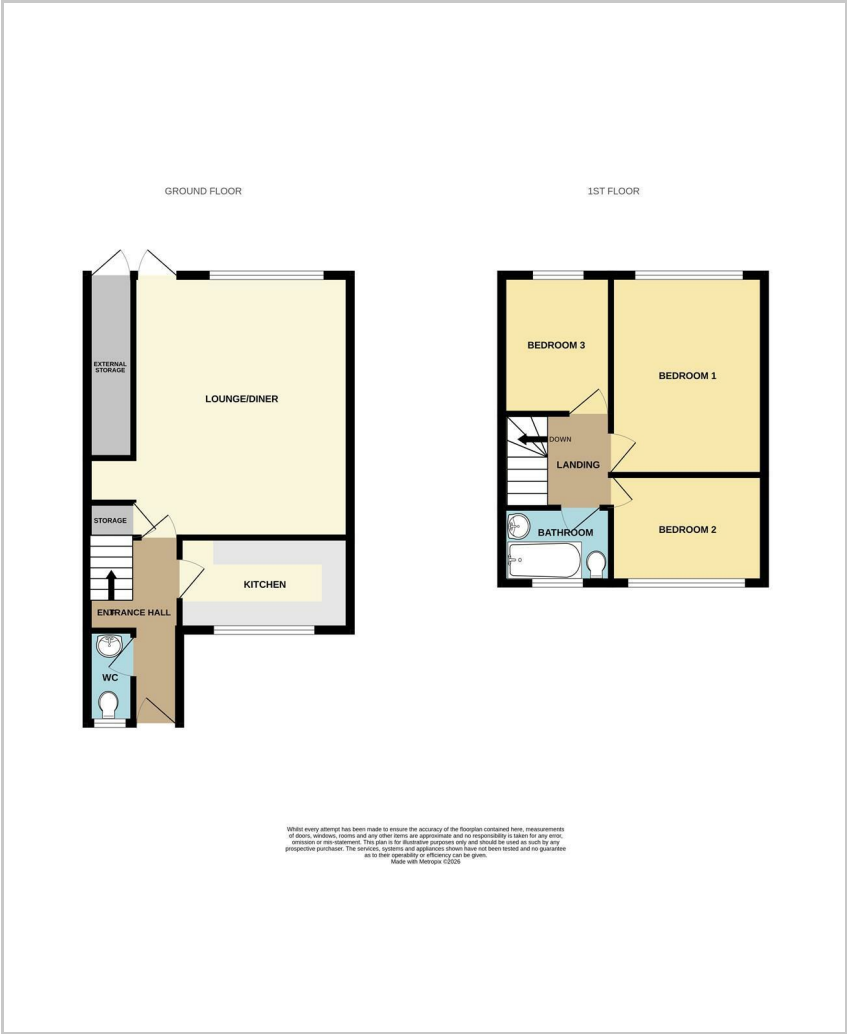 GROUND FLOOR
EXTERNAL
STORAGE
LOUNGE/DINER
STORAGE
KITCHEN
ENTRANCE HALL
WC
1ST FLOOR
BEDROOM 3
BEDROOM 1
DOWN
LANDING
BATHROOM
BEDROOM 2
Whilst every attempt has been made to ensure the accuracy of the floorplan contained here, measurements
of doors, windows, rooms and any other items are approximate and no responsibility is taken for any error,
omission or mis-statement. This plan is for illustrative purposes only and should be used as such by any
prospective purchaser. The services, systems and appliances shown have not been tested and no guarantee
as to their operability or efficiency can be given.
Made with Metropix ©2026